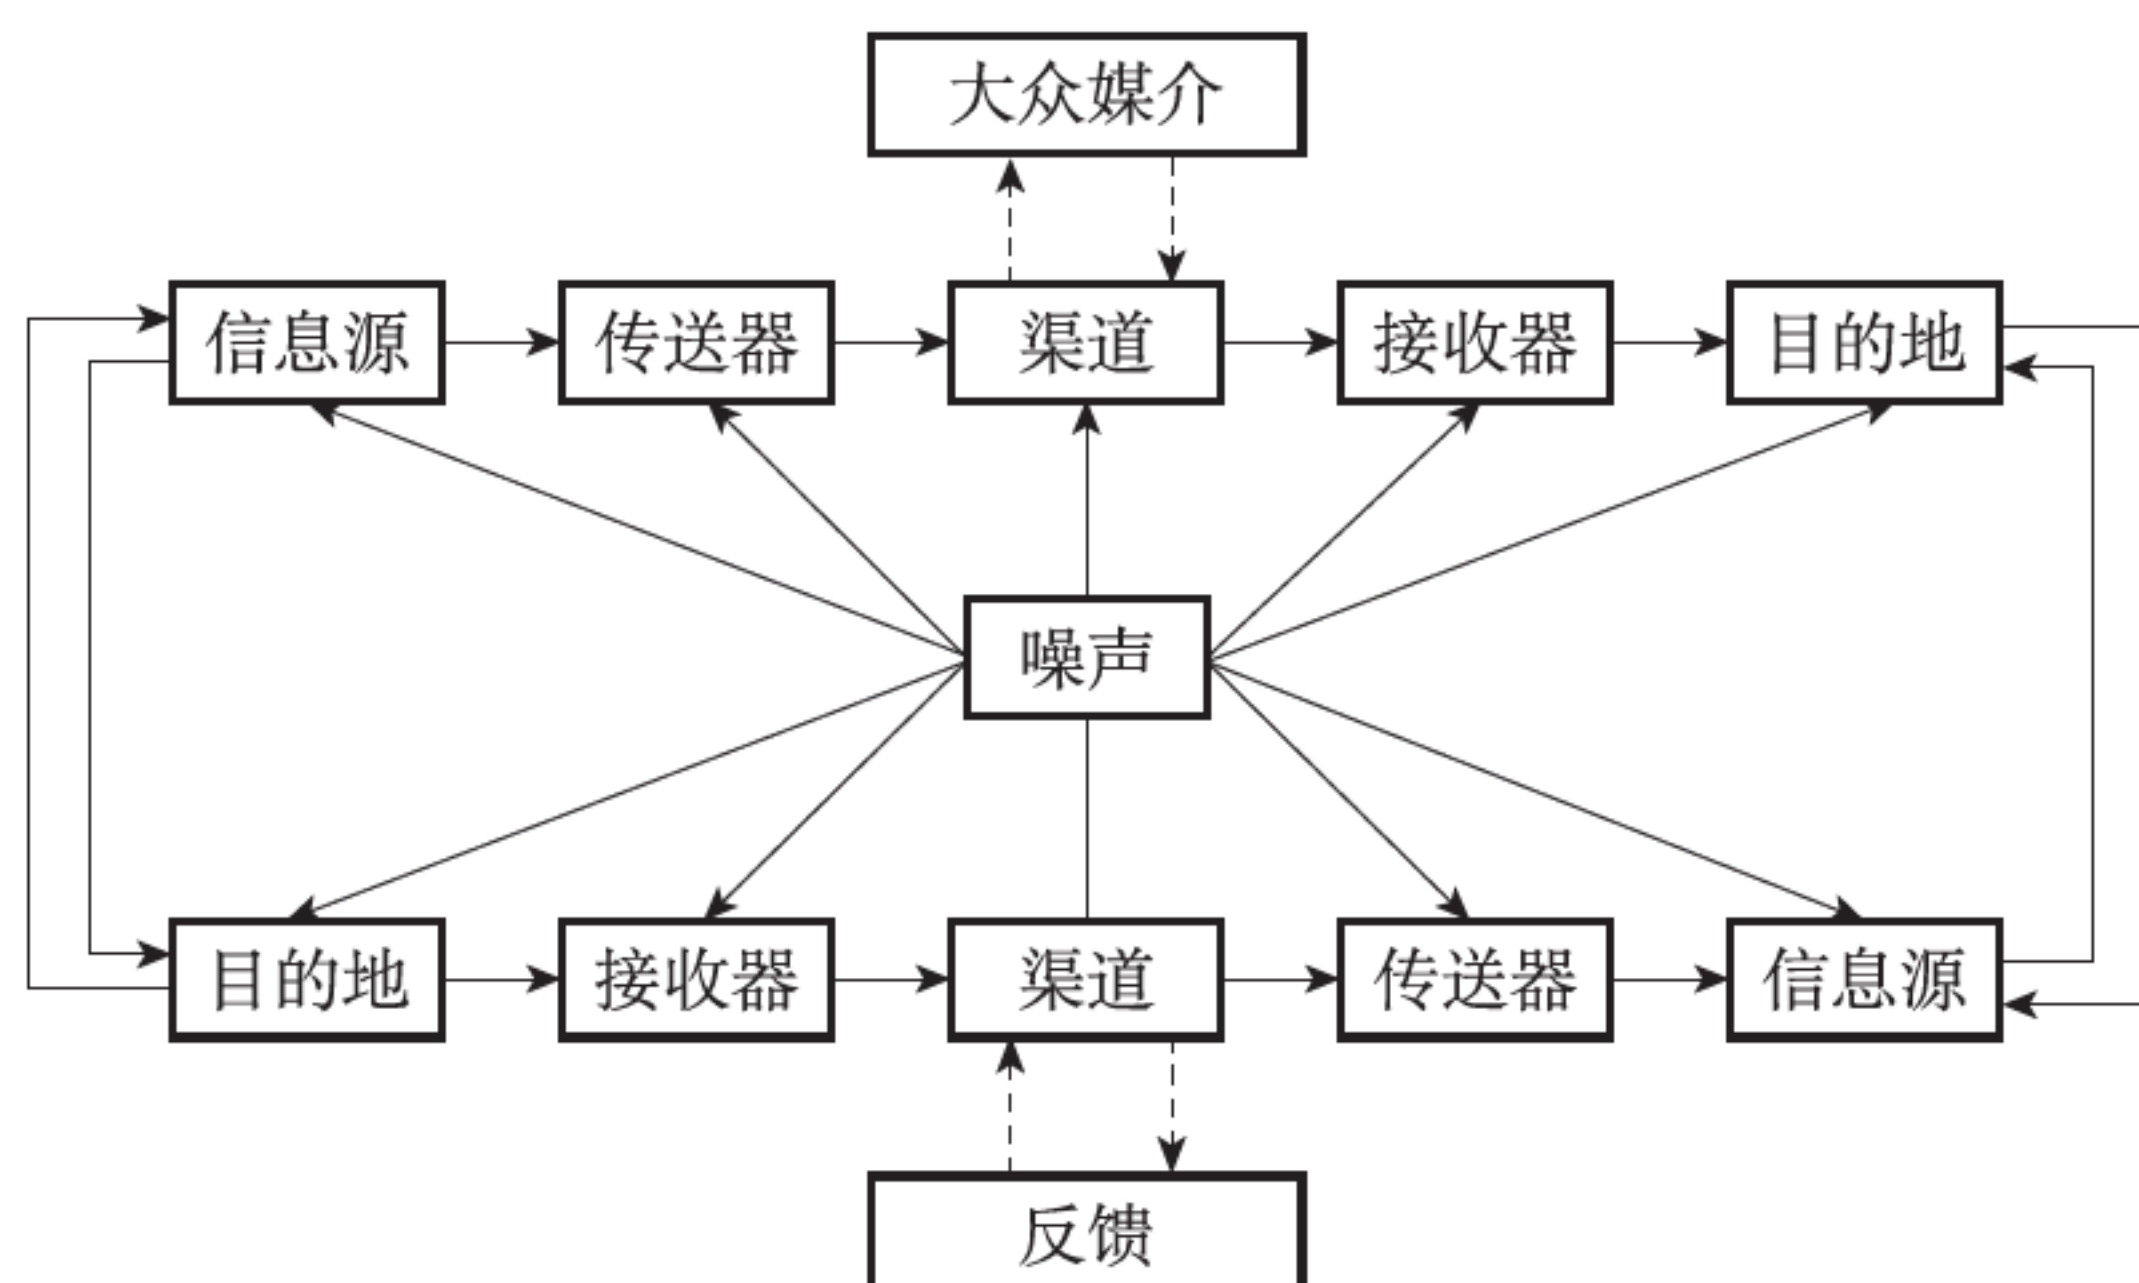 大众媒介
信息源
传送器
渠道
接收器
目的地
噪声
目的地
接收器
渠道
传送器
信息源
反馈